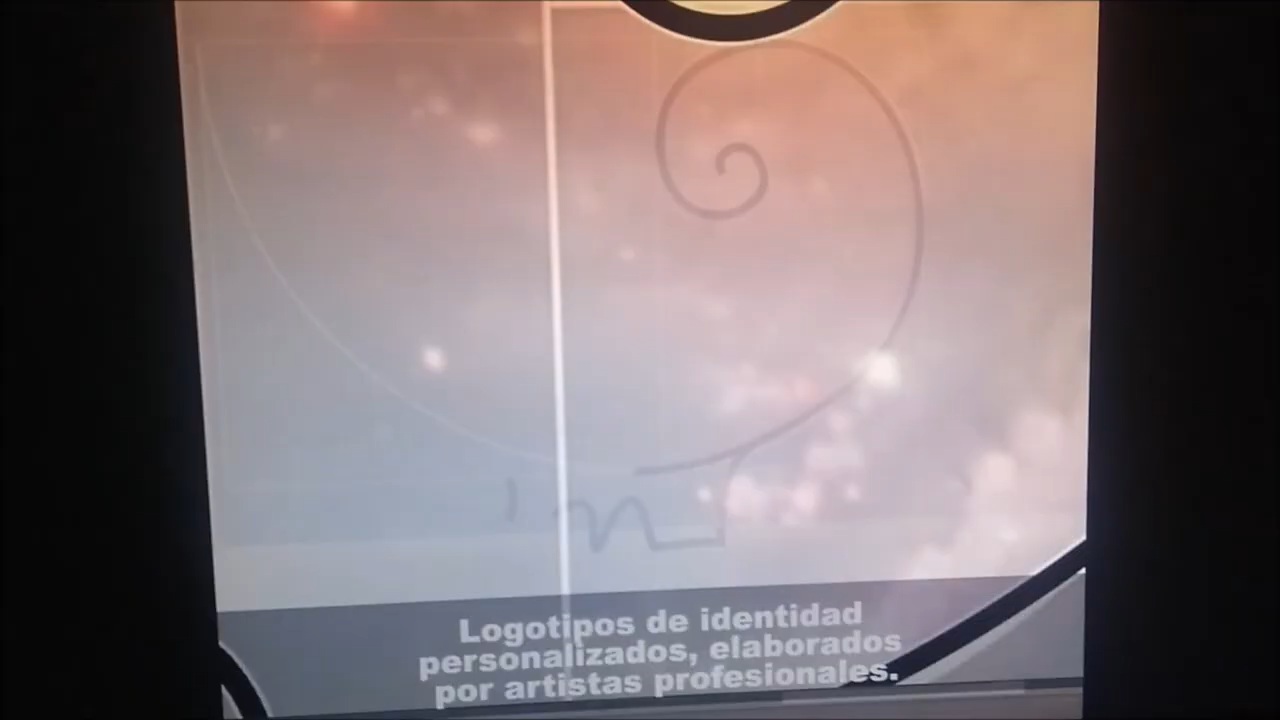 Logotipos de identidad
personalizados, elaborados
por artistas profesionales.